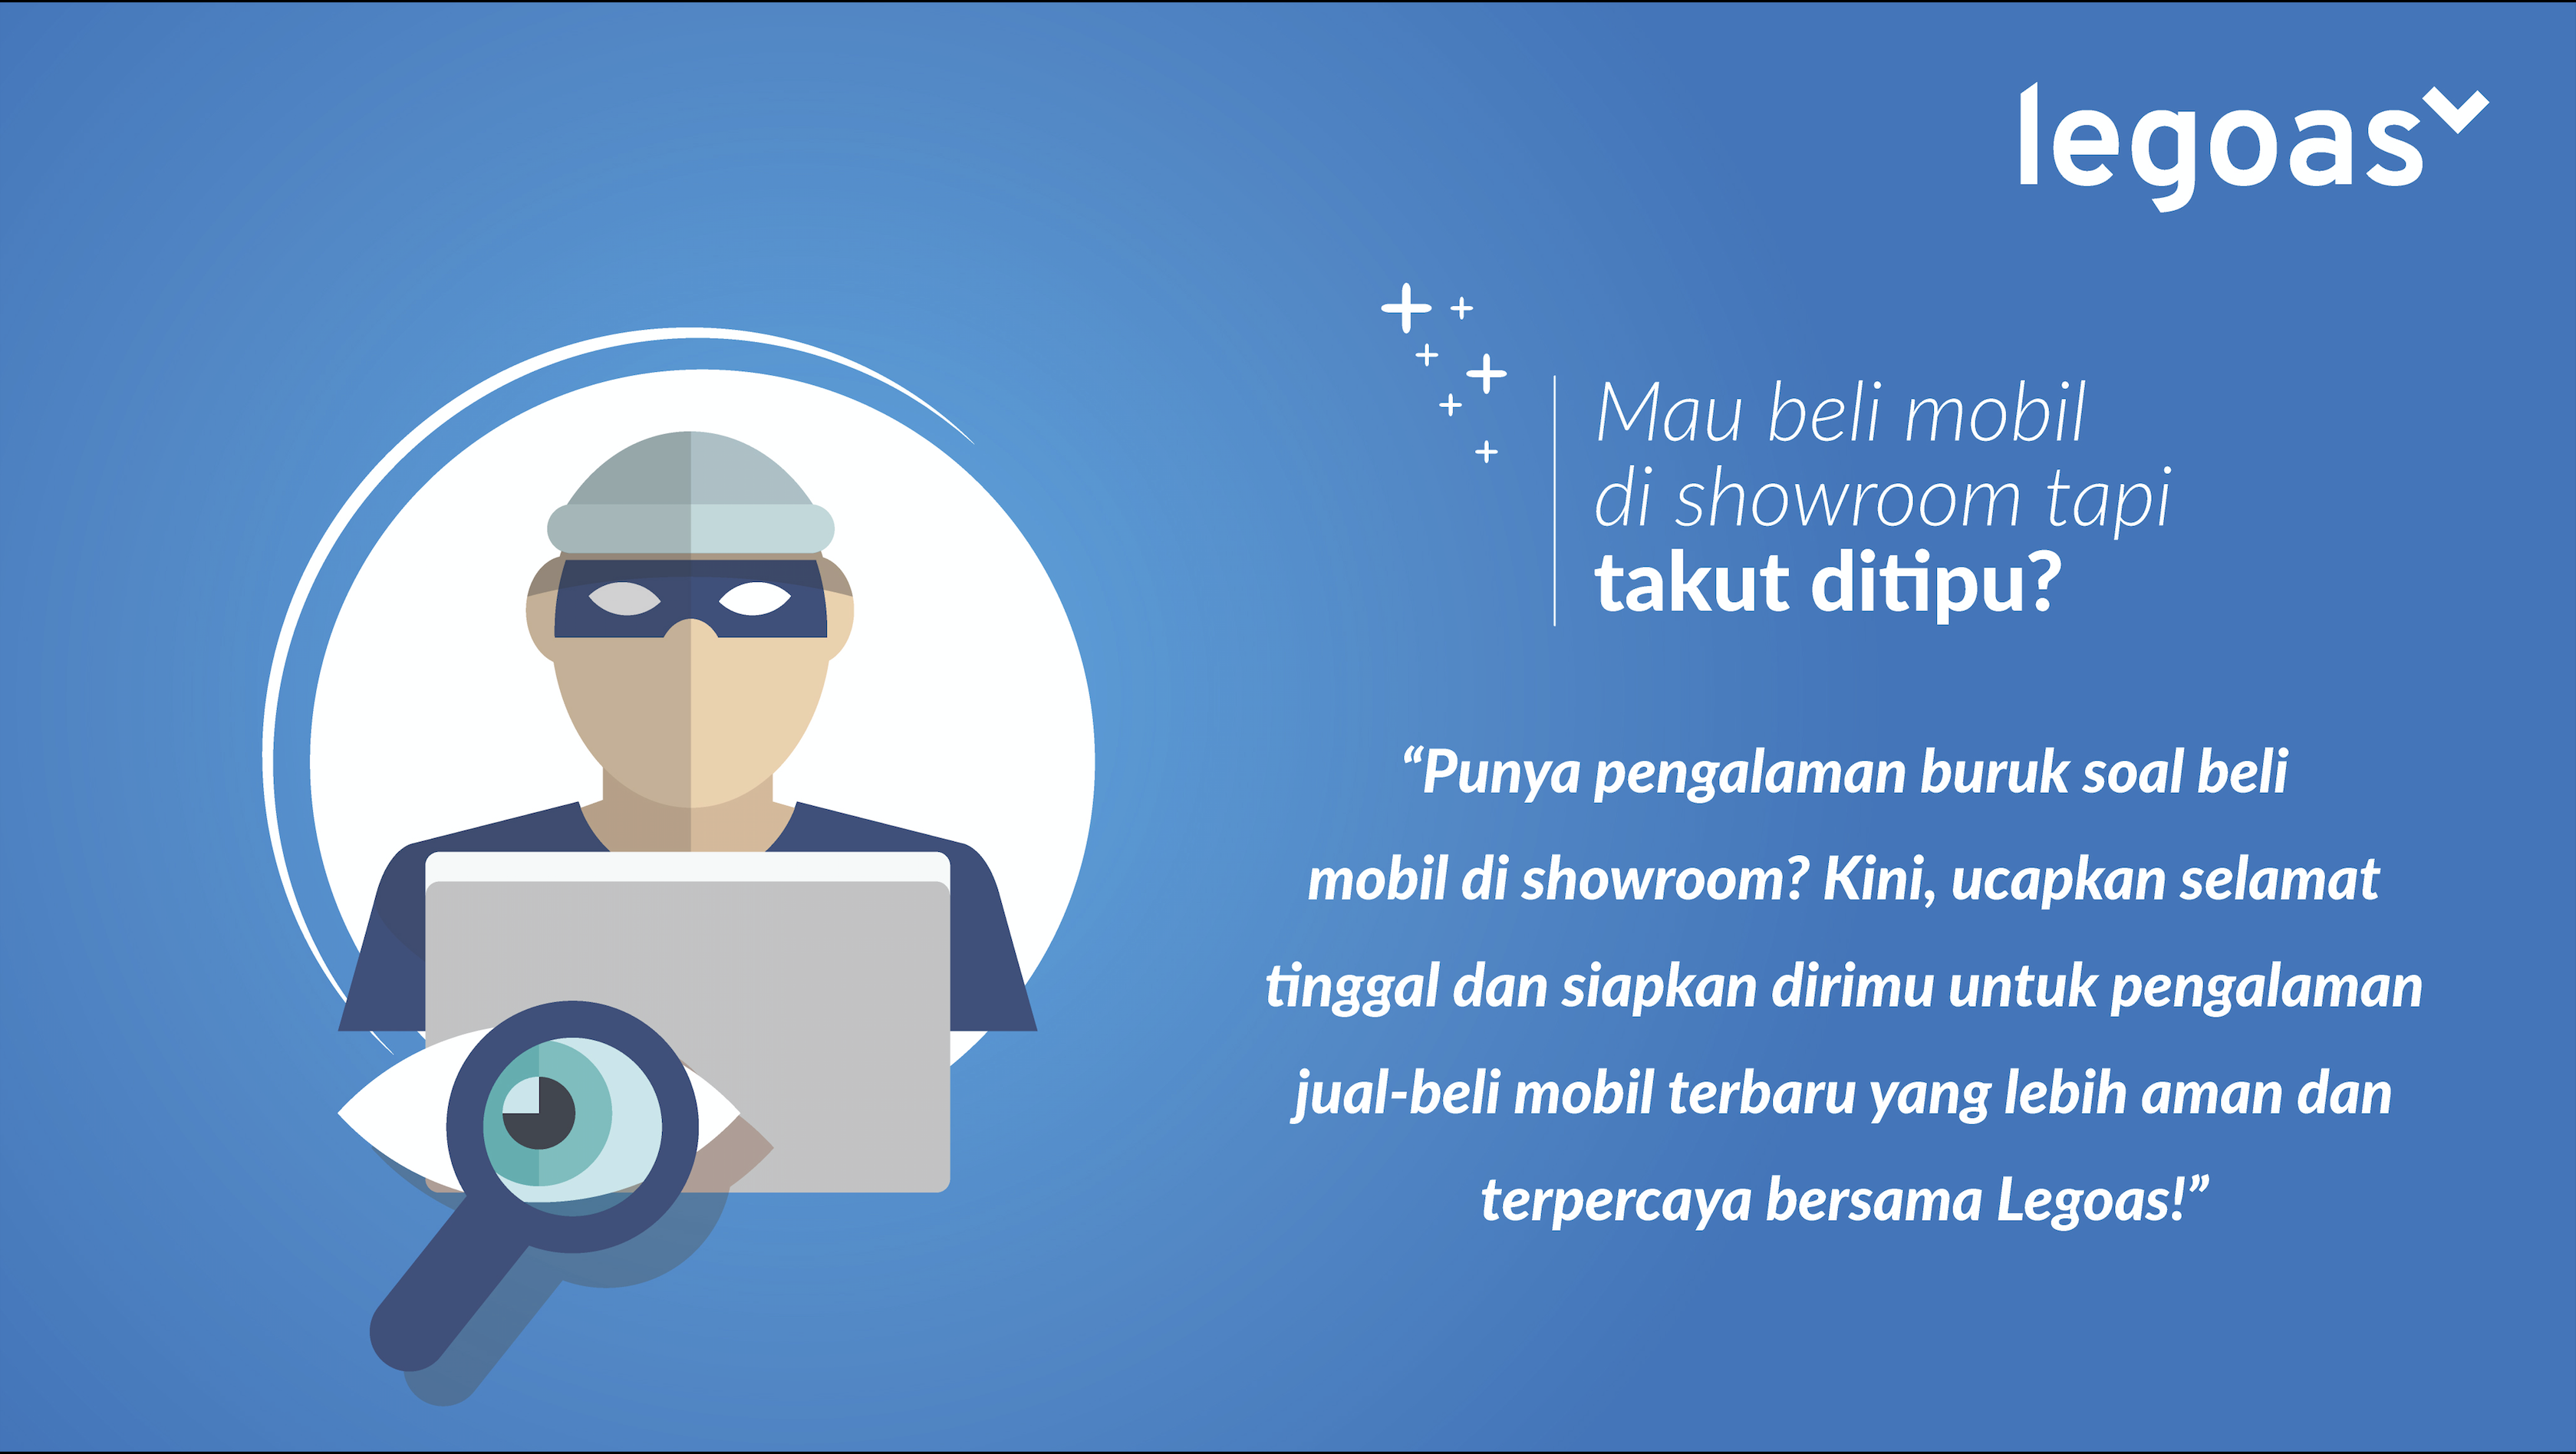 legoas
Mau beli mobil
di showroom tapi
takut ditipu?
“Punya pengalaman buruk soal beli
mobil di showroom? Kini, ucapkan selamat
tinggal dan siapkan dirimu untuk pengalaman
jual-beli mobil terbaru yang lebih aman dan
terpercaya bersama Legoas!”